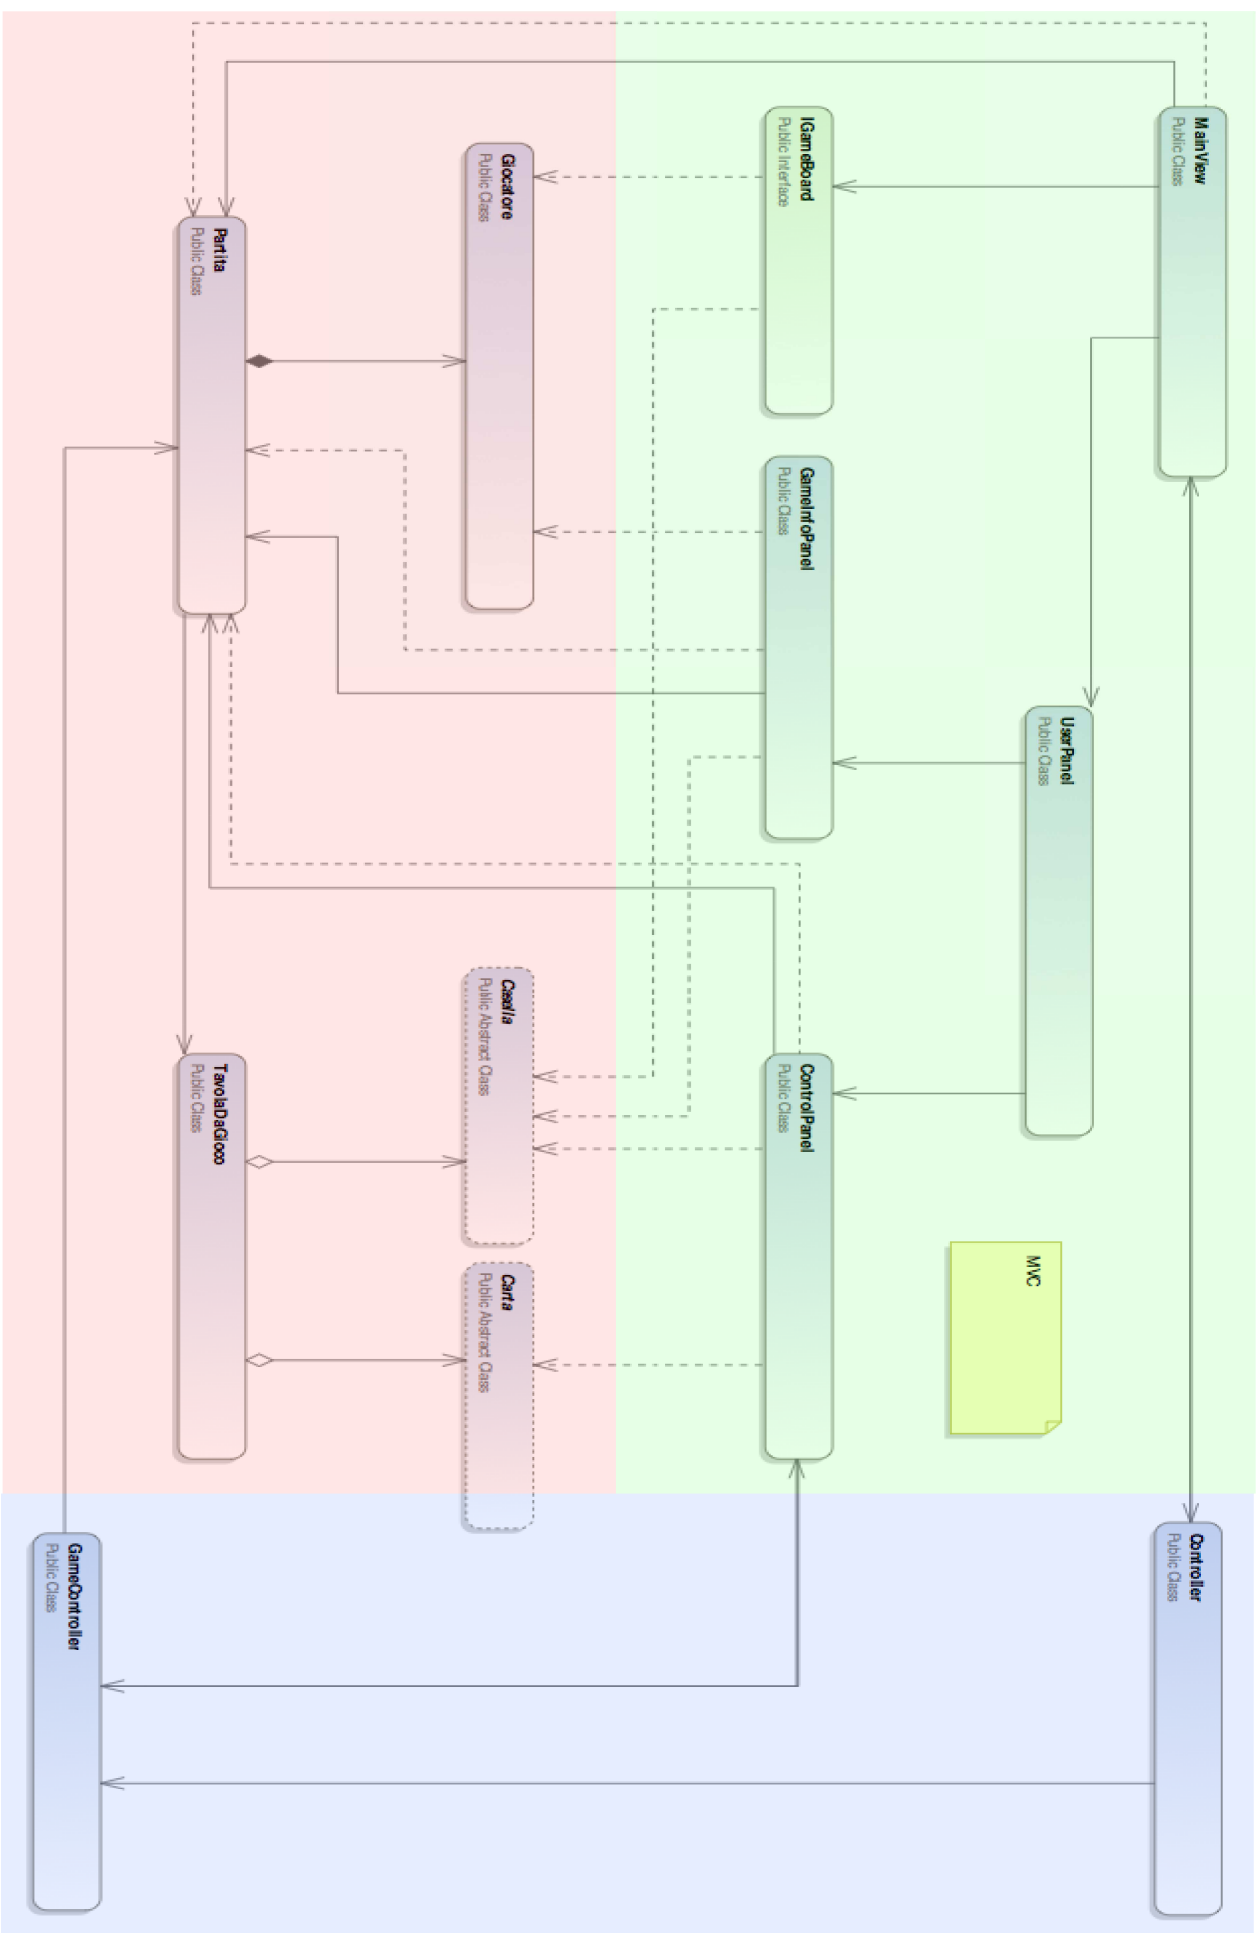 MainView
Public Class
Controller
Public Class
UserPanel
Public Class
MVC
IGameBoard
Public Interface
GameInfoPanel
Public Class
ControlPanel
Public Class
Giocatore
Public Class
Casella
Public Abstract Class
Carta
Public Abstract Class
Partita
Public Class
TavolaDaGioco
Public Class
GameController
Public Class